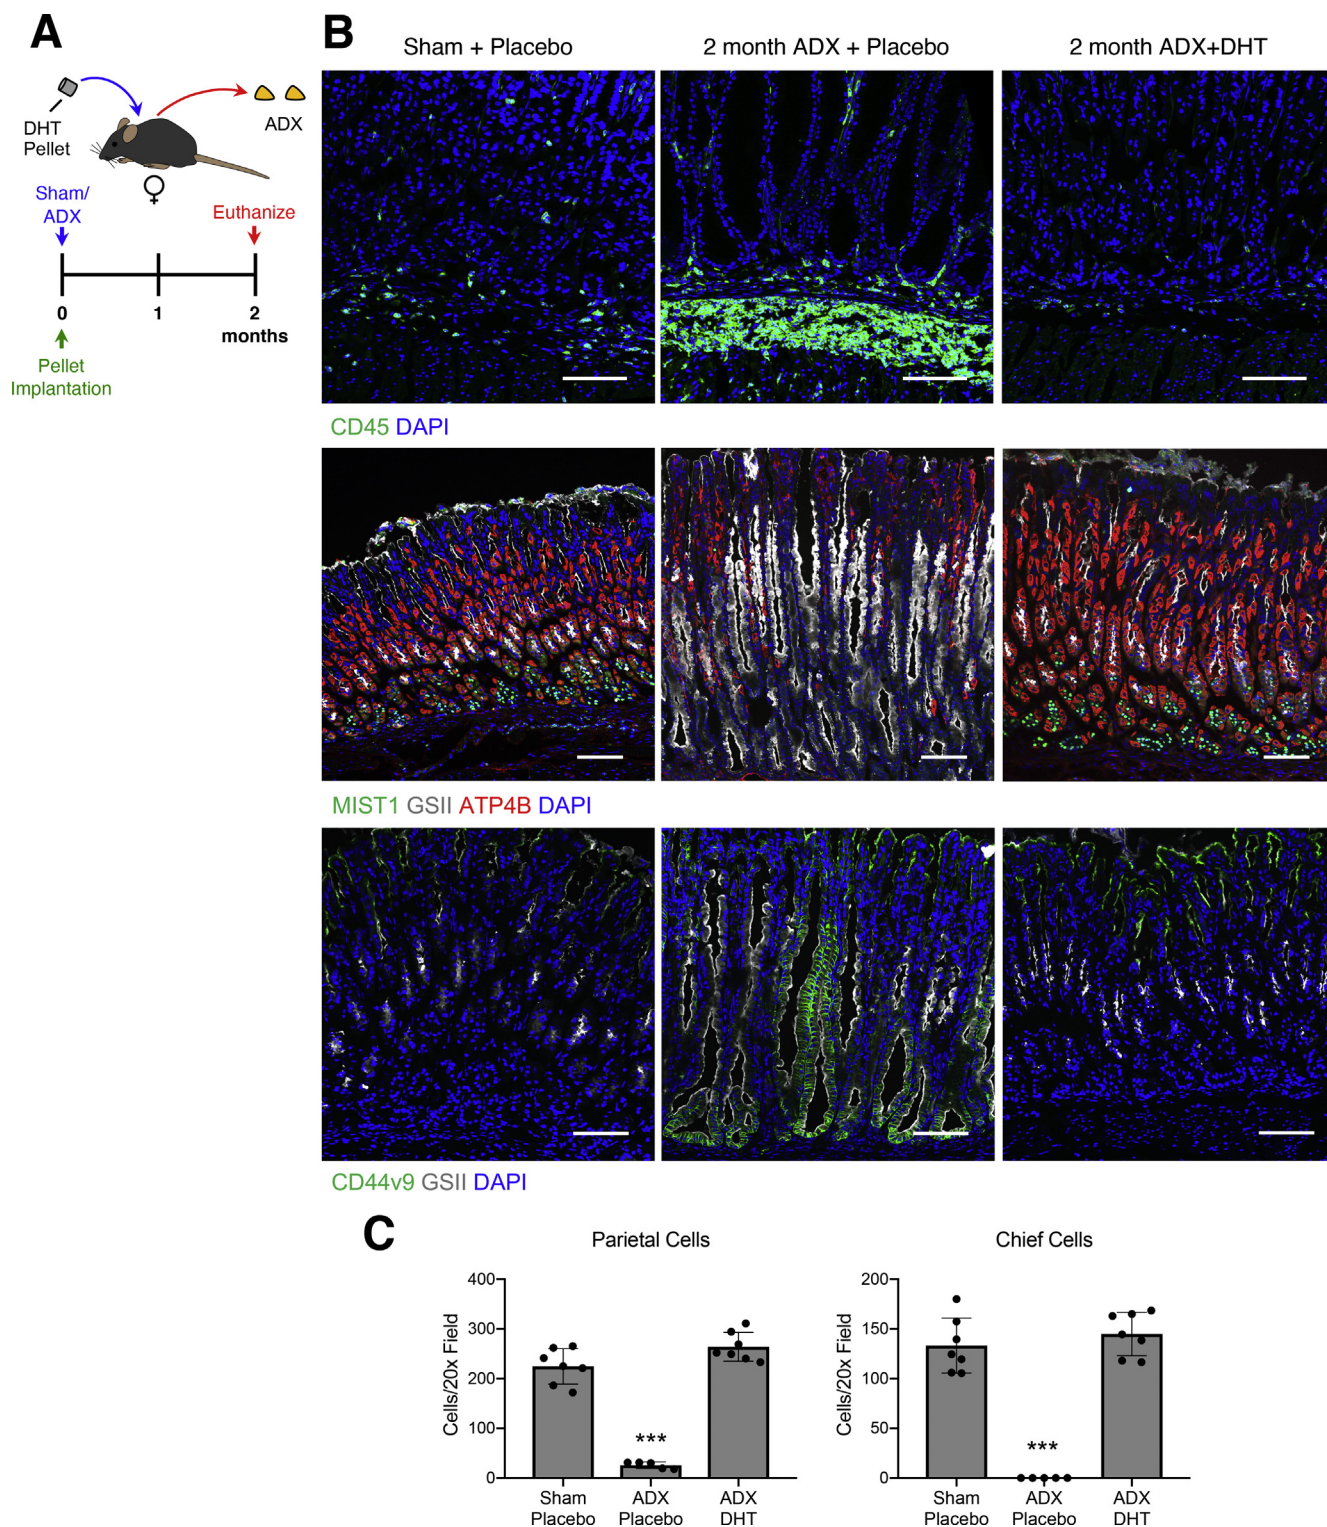 A
DHT
Pellet
ADX
♀
Sham/
ADX
Euthanize
0
1
2
months
Pellet
Implantation
B
Sham + Placebo
2 month ADX + Placebo
2 month ADX+DHT
CD45 DAPI
MIST1 GSII ATP4B DAPI
CD44v9 GSII DAPI
C
Parietal Cells
Cells/20x Field
400
300
200
100
0
***
Sham
Placebo
ADX
Placebo
ADX
DHT
Chief Cells
Cells/20x Field
200
150
100
50
0
***
Sham
Placebo
ADX
Placebo
ADX
DHT